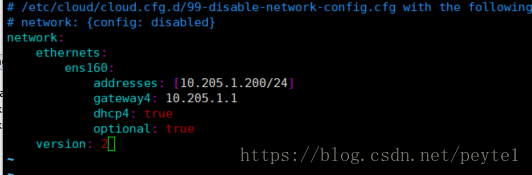 # /etc/cloud/cloud.cfg.d/99-disable-network-config.cfg with the following
# network: {config: disabled}
network:
    ethernets:
        ens160:
            addresses: [10.205.1.200/24]
            gateway4: 10.205.1.1
            dhcp4: true
            optional: true
    version: 2
~
~
https://blog.csdn.net/peyte1